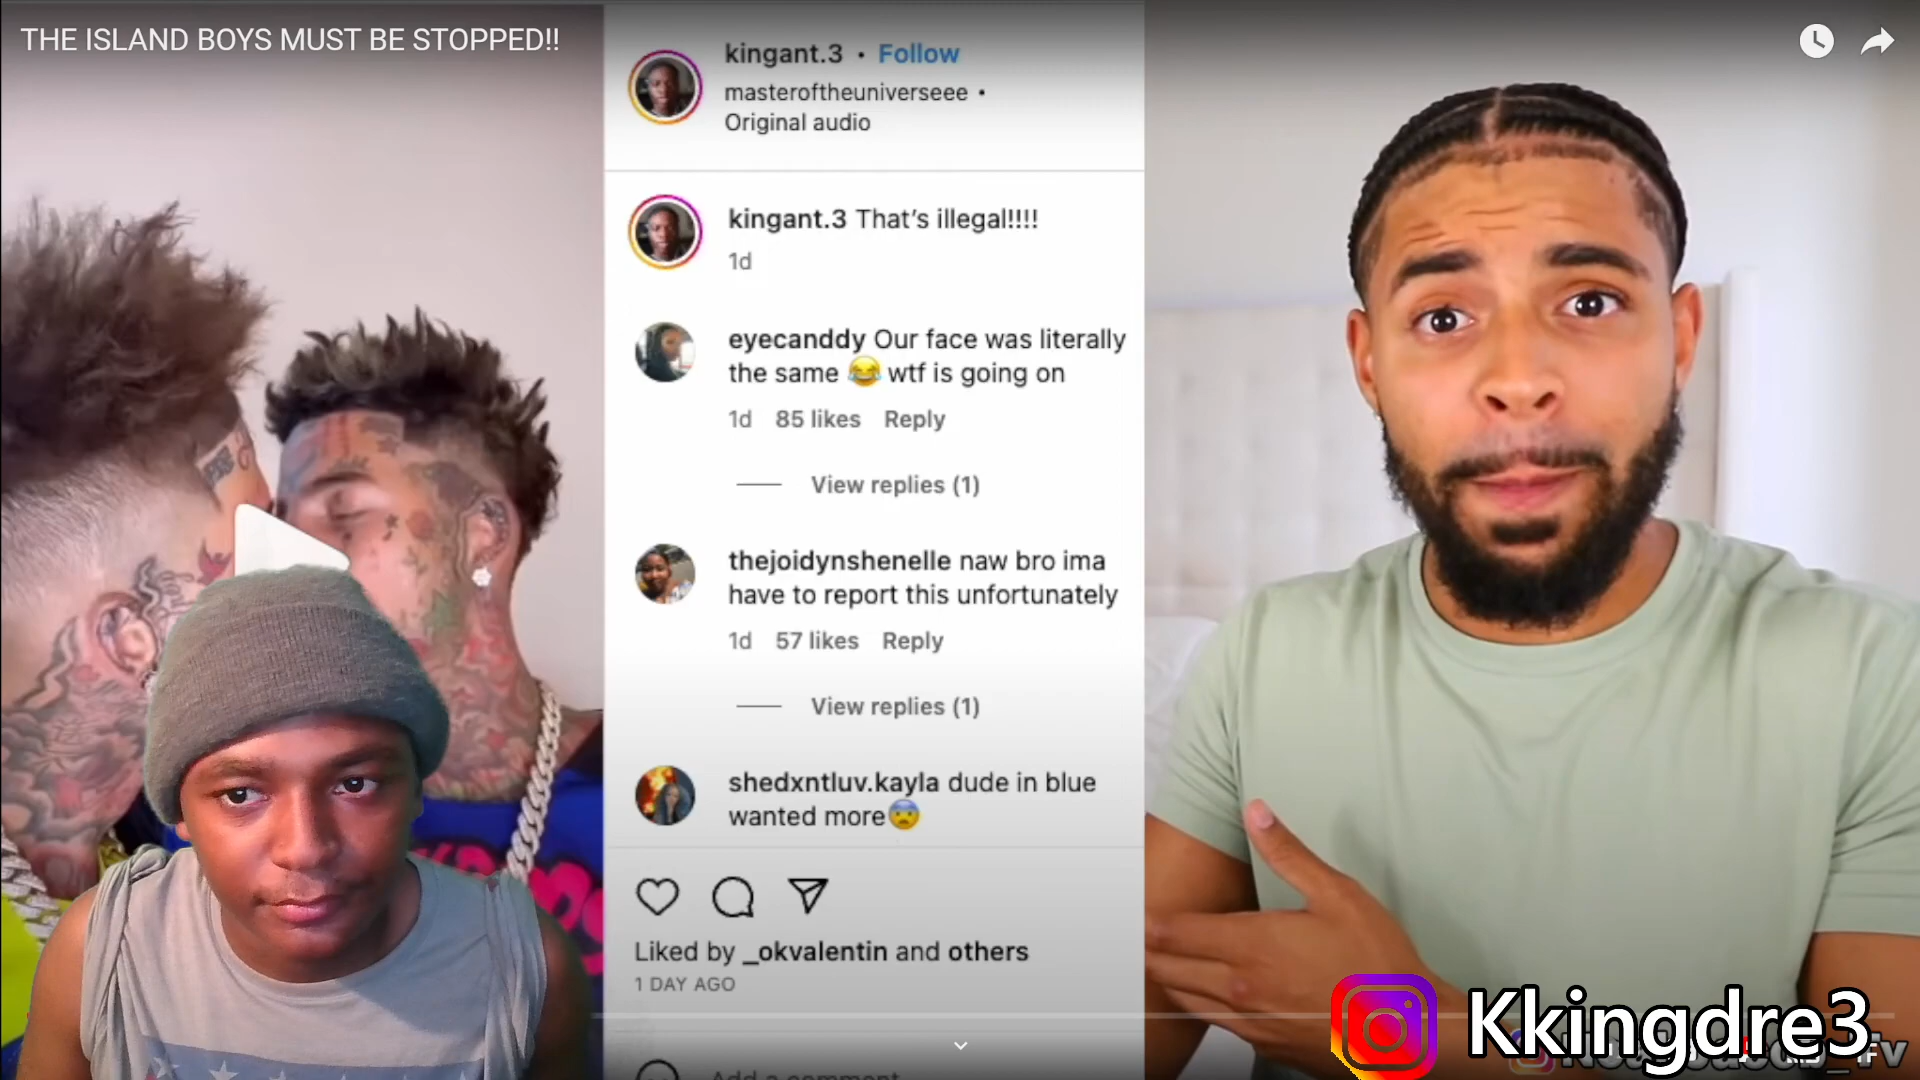 THE ISLAND BOYS MUST BE STOPPED!!
kingant.3 • Follow
masteroftheuniverseee •
Original audio
kingant.3 That's illegal!!!!
1d
eyecanddy Our face was literally
the same 😂 wtf is going on
1d 85 likes Reply
View replies (1)
thejoidynshenelle naw bro ima
have to report this unfortunately
1d 57 likes Reply
View replies (1)
shedxntluv.kayla dude in blue
wanted more😨
Liked by _okvalentin and others
1 DAY AGO
Add a comment
Kkingdre3